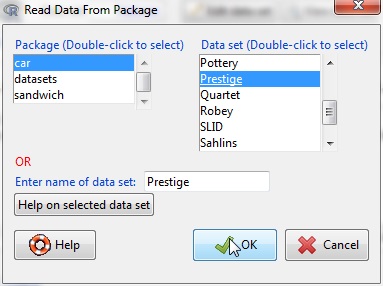 Read Data From Package
Package (Double-click to select)
car
datasets
sandwich
Data set (Double-click to select)
Pottery
Prestige
Quartet
Robey
SLID
Sahlins
OR
Enter name of data set: Prestige
Help on selected data set
Help
OK
Cancel